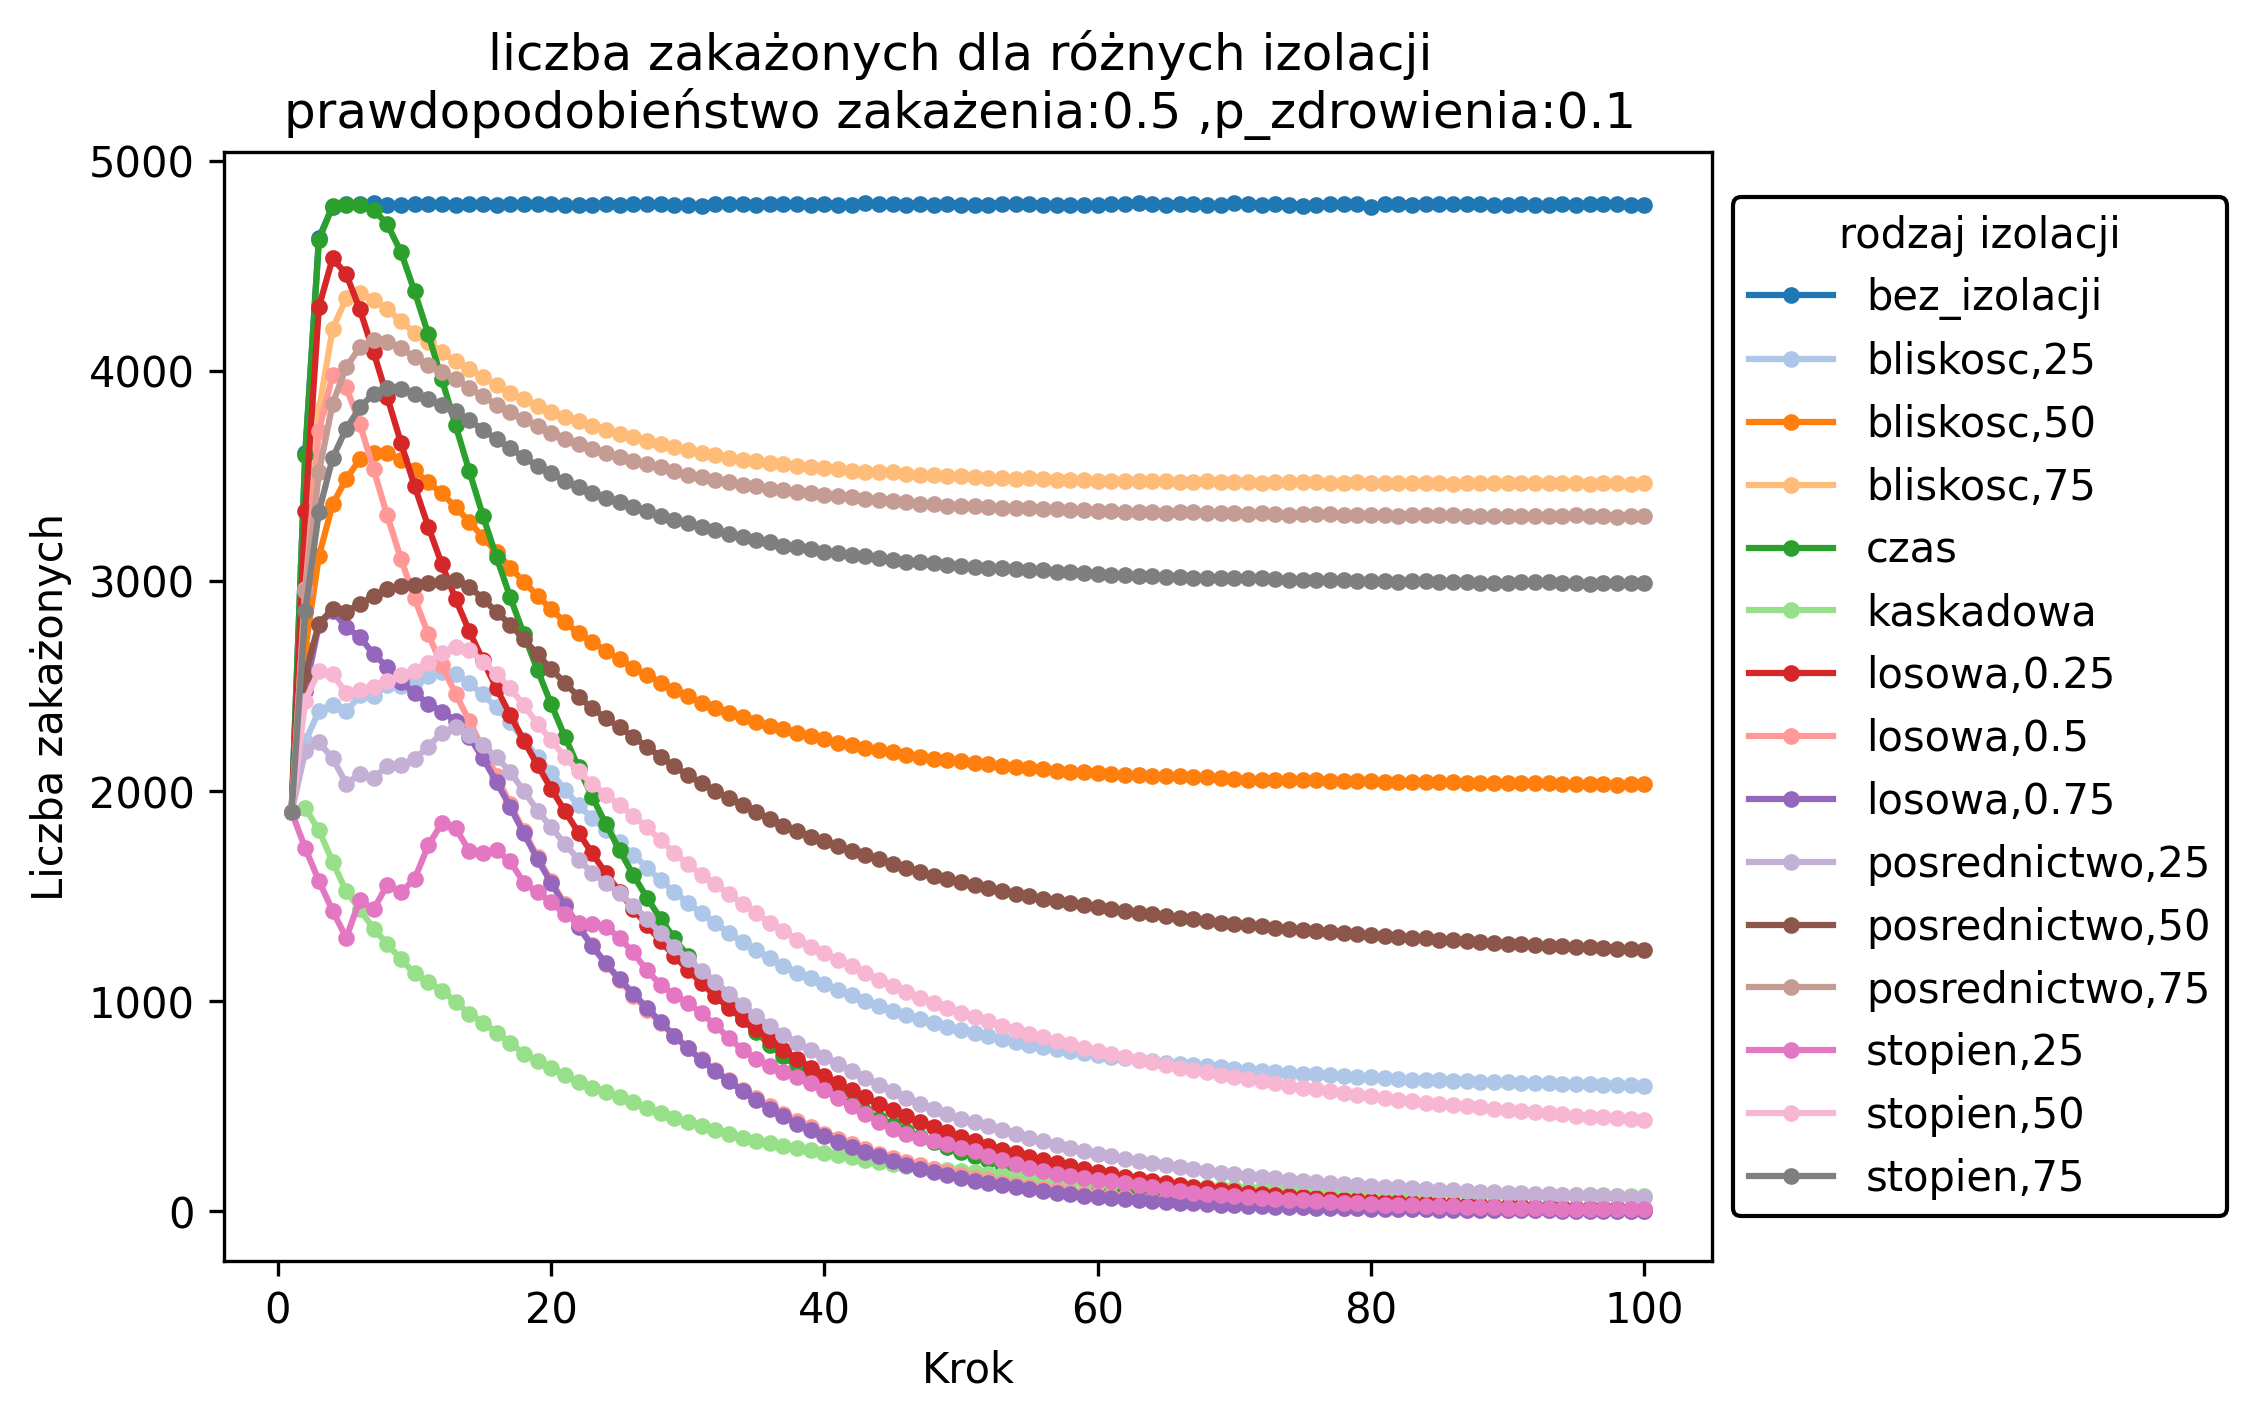 liczba zakażonych dla różnych izolacji
prawdopodobieństwo zakażenia:0.5 ,p_zdrowienia:0.1
Liczba zakażonych
5000
4000
3000
2000
1000
0
0 20 40 60 80 100
Krok
rodzaj izolacji
bez_izolacji
bliskosc,25
bliskosc,50
bliskosc,75
czas
kaskadowa
losowa,0.25
losowa,0.5
losowa,0.75
posrednictwo,25
posrednictwo,50
posrednictwo,75
stopien,25
stopien,50
stopien,75